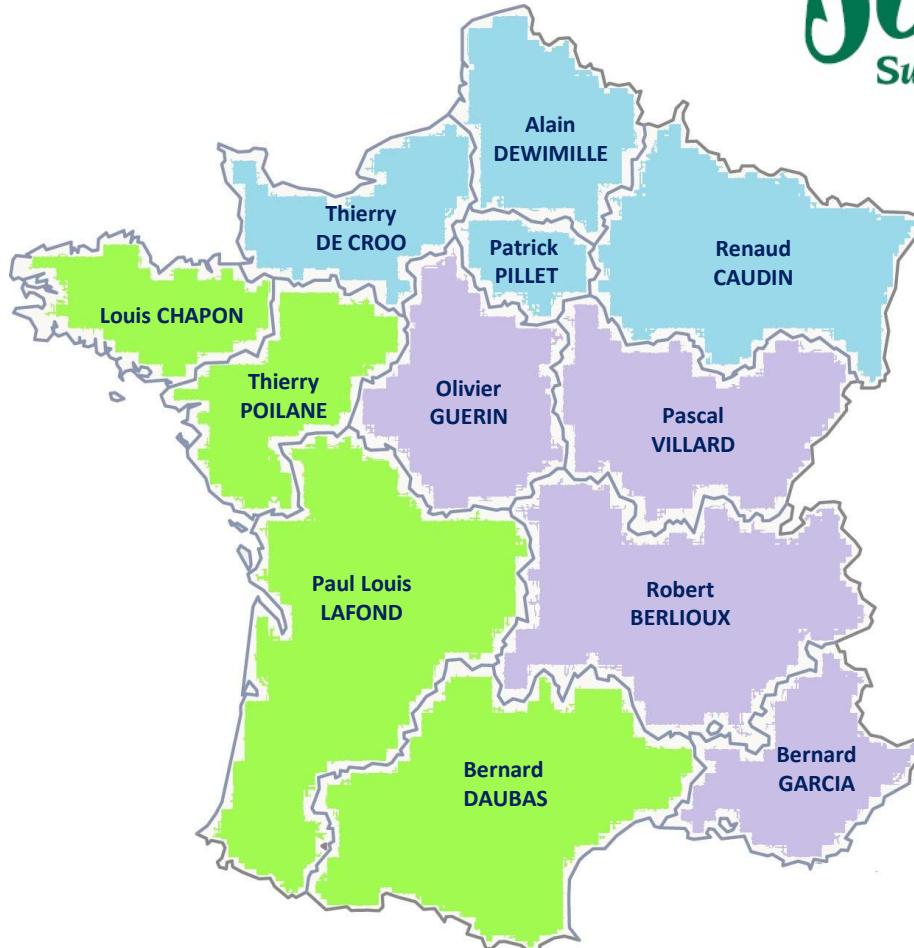 Su
Alain
DEWIMILLE
Thierry
DE CROO
Patrick
PILLET
Renaud
CAUDIN
Louis CHAPON
Thierry
POILANE
Olivier
GUERIN
Pascal
VILLARD
Paul Louis
LAFOND
Robert
BERLIOUX
Bernard
DAUBAS
Bernard
GARCIA